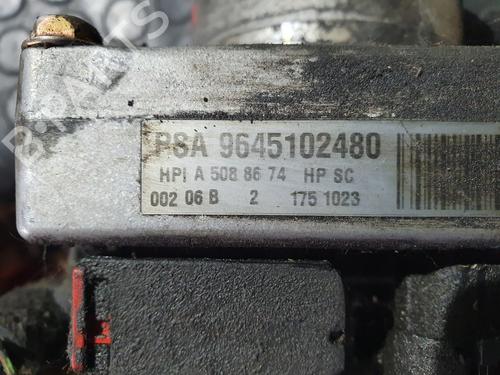 PSA 9645102480
HPI A 508 86 74 HP SC
002 06 B 2 175 1023